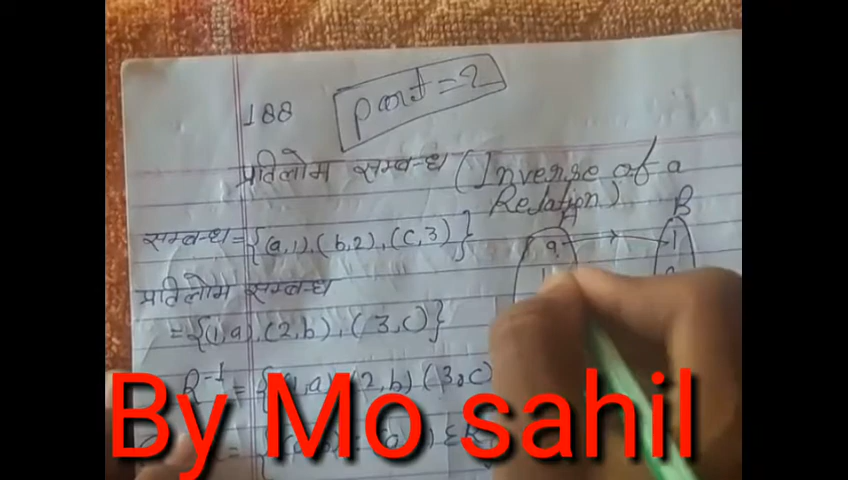 188
part=2
प्रतिलोम सम्बन्ध (Inverse of a
Relation)
A B
सम्बन्ध={(a,1),(b,2),(c,3)}
a 1
प्रतिलोम सम्बन्ध
={(1,a),(2,b),(3,c)}
R⁻¹={(1,a)(2,b)(3,c)
By Mo sahil